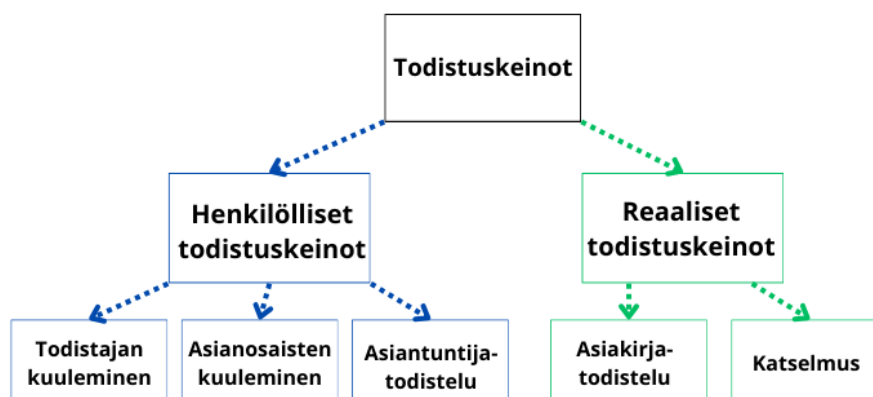 Todistuskeinot
Henkilölliset
todistuskeinot
Reaaliset
todistuskeinot
Todistajan
kuuleminen
Asianosaisten
kuuleminen
Asiantuntija-
todistelu
Asiakirja-
todistelu
Katselmus